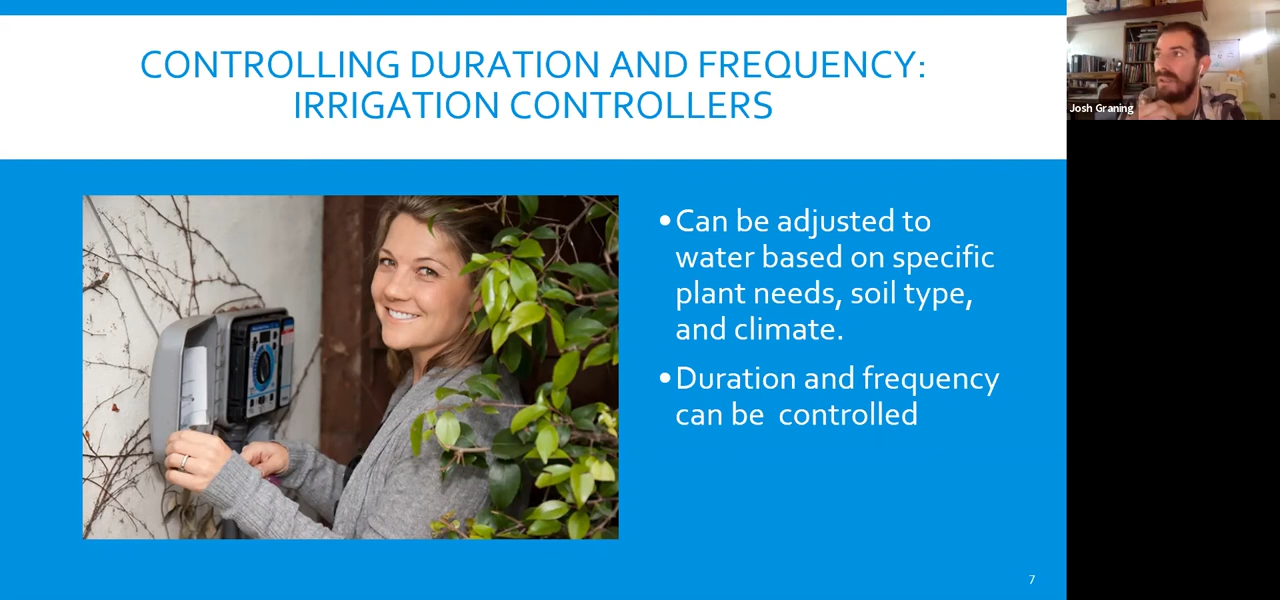 CONTROLLING DURATION AND FREQUENCY:
IRRIGATION CONTROLLERS
Josh Graning
•Can be adjusted to
water based on specific
plant needs, soil type,
and climate.
•Duration and frequency
can be  controlled
7